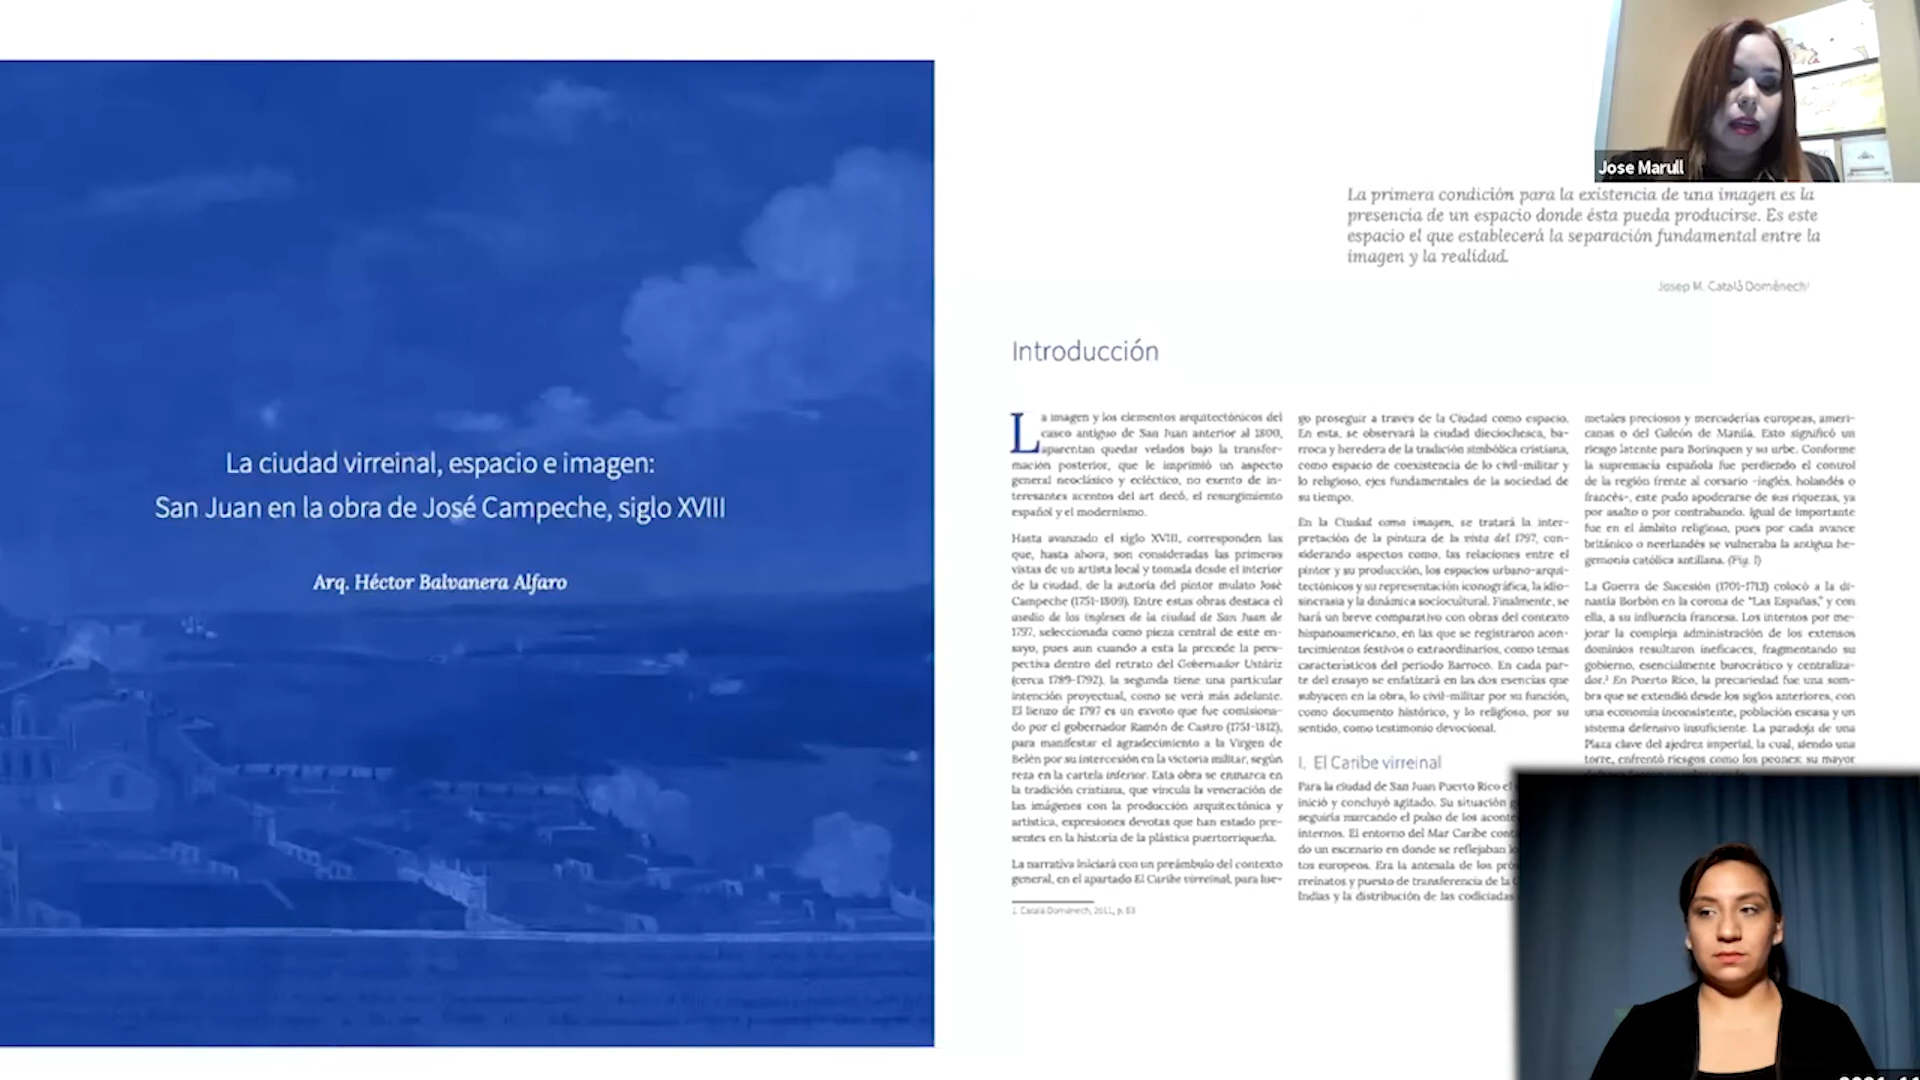 La ciudad virreinal, espacio e imagen:
San Juan en la obra de José Campeche, siglo XVIII
Arq. Héctor Balvanera Alfaro
Jose Marull
La primera condición para la existencia de una imagen es la
presencia de un espacio donde ésta pueda producirse. Es este
espacio el que establecerá la separación fundamental entre la
imagen y la realidad.
Josep M. Català Domènech¹
Introducción
La imagen y los elementos arquitectónicos del
casco antiguo de San Juan anterior al 1800,
aparentan quedar velados bajo la transfor-
mación posterior, que le imprimió un aspecto
general neoclásico y ecléctico, no exento de in-
teresantes acentos del art decó, el resurgimiento
español y el modernismo.
Hasta avanzado el siglo XVIII, corresponden las
que, hasta ahora, son consideradas las primeras
vistas de un artista local y tomada desde el interior
de la ciudad, de la autoría del pintor mulato José
Campeche (1751-1809). Entre estas obras destaca el
asedio de los ingleses de la ciudad de San Juan de
1797, seleccionada como pieza central de este en-
sayo, pues aun cuando a esta la precede la pers-
pectiva dentro del retrato del Gobernador Ustáriz
(cerca 1789-1792), la segunda tiene una particular
intención proyectual, como se verá más adelante.
El lienzo de 1797 es un exvoto que fue comisiona-
do por el gobernador Ramón de Castro (1751-1812),
para manifestar el agradecimiento a la Virgen de
Belén por su intercesión en la victoria militar, según
reza en la cartela inferior. Esta obra se enmarca en
la tradición cristiana, que vincula la veneración de
las imágenes con la producción arquitectónica y
artística, expresiones devotas que han estado pre-
sentes en la historia de la plástica puertorriqueña.
La narrativa iniciará con un preámbulo del contexto
general, en el apartado El Caribe virreinal, para lue-
1. Català Domènech, 2011, p. 83
go proseguir a través de la Ciudad como espacio.
En esta, se observará la ciudad dieciochesca, ba-
rroca y heredera de la tradición simbólica cristiana,
como espacio de coexistencia de lo civil-militar y
lo religioso, ejes fundamentales de la sociedad de
su tiempo.
En la Ciudad como imagen, se tratará la inter-
pretación de la pintura de la vista del 1797, con-
siderando aspectos como, las relaciones entre el
pintor y su producción, los espacios urbano-arqui-
tectónicos y su representación iconográfica, la idio-
sincrasia y la dinámica sociocultural. Finalmente, se
hará un breve comparativo con obras del contexto
hispanoamericano, en las que se registraron acon-
tecimientos festivos o extraordinarios, como temas
característicos del periodo Barroco. En cada par-
te del ensayo se enfatizará en las dos esencias que
subyacen en la obra, lo civil-militar por su función,
como documento histórico, y lo religioso, por su
sentido, como testimonio devocional.
I. El Caribe virreinal
Para la ciudad de San Juan Puerto Rico el
inició y concluyó agitado. Su situación
seguiría marcando el pulso de los
internos. El entorno del Mar Caribe
do un escenario en donde se reflejaban
tos europeos. Era la antesala de los
rreinatos y puesto de transferencia de la
Indias y la distribución de las codiciadas
metales preciosos y mercaderías europeas, ameri-
canas o del Galeón de Manila. Esto significó un
riesgo latente para Borinquen y su urbe. Conforme
la supremacía española fue perdiendo el control
de la región frente al corsario -inglés, holandés o
francés-, este pudo apoderarse de sus riquezas, ya
por asalto o por contrabando. Igual de importante
fue en el ámbito religioso, pues por cada avance
británico o neerlandés se vulneraba la antigua he-
gemonía católica antillana. (Fig. 1)
La Guerra de Sucesión (1701-1713) colocó a la di-
nastía Borbón en la corona de “Las Españas,” y con
ella, a su influencia francesa. Los intentos por me-
jorar la compleja administración de los extensos
dominios resultaron ineficaces, fragmentando su
gobierno, esencialmente burocrático y centraliza-
dor.² En Puerto Rico, la precariedad fue una som-
bra que se extendió desde los siglos anteriores, con
una economía inconsistente, población escasa y un
sistema defensivo insuficiente. La paradoja de una
Plaza clave del ajedrez imperial, la cual, siendo una
torre, enfrentó riesgos como los peones: su mayor